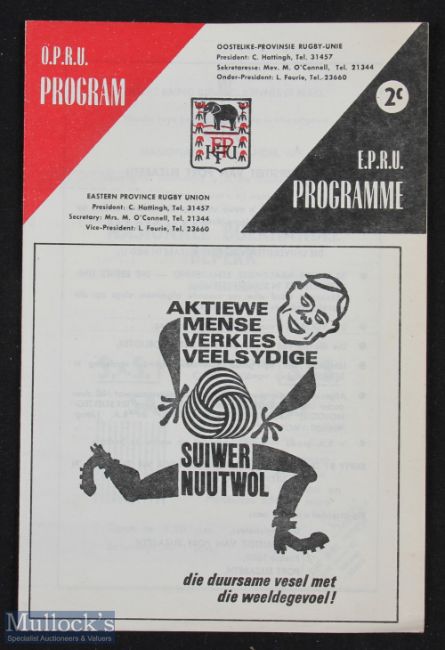 O.P.R.U.
PROGRAM
OOSTELIKE-PROVINSIE RUGBY-UNIE
President: C. Hattingh, Tel. 31457
Sekretaresse: Mev. M. O'Connell, Tel. 21344
Onder-President: L. Fourie, Tel. 23660
2c
EP
RFU
E.P.R.U.
PROGRAMME
EASTERN PROVINCE RUGBY UNION
President: C. Hattingh, Tel. 31457
Secretary: Mrs. M. O'Connell, Tel. 21344
Vice-President: L. Fourie, Tel. 23660
AKTIEWE
MENSE
VERKIES
VEELSYDIGE
SUIWER
NUUTWOL
die duursame vesel met
die weeldegevoel!
Mullock's
Specialist Auctioneers & Valuers